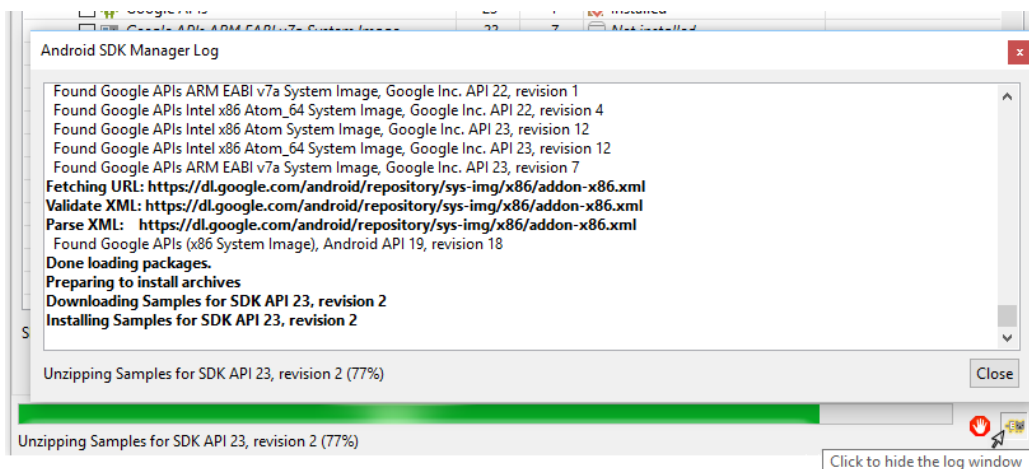 Android SDK Manager Log
x
Found Google APIs ARM EABI v7a System Image, Google Inc. API 22, revision 1
Found Google APIs Intel x86 Atom_64 System Image, Google Inc. API 22, revision 4
Found Google APIs Intel x86 Atom System Image, Google Inc. API 23, revision 12
Found Google APIs Intel x86 Atom_64 System Image, Google Inc. API 23, revision 12
Found Google APIs ARM EABI v7a System Image, Google Inc. API 23, revision 7
Fetching URL: https://dl.google.com/android/repository/sys-img/x86/addon-x86.xml
Validate XML: https://dl.google.com/android/repository/sys-img/x86/addon-x86.xml
Parse XML: https://dl.google.com/android/repository/sys-img/x86/addon-x86.xml
Found Google APIs (x86 System Image), Android API 19, revision 18
Done loading packages.
Preparing to install archives
Downloading Samples for SDK API 23, revision 2
Installing Samples for SDK API 23, revision 2
S
Unzipping Samples for SDK API 23, revision 2 (77%)
Close
Unzipping Samples for SDK API 23, revision 2 (77%)
Click to hide the log window